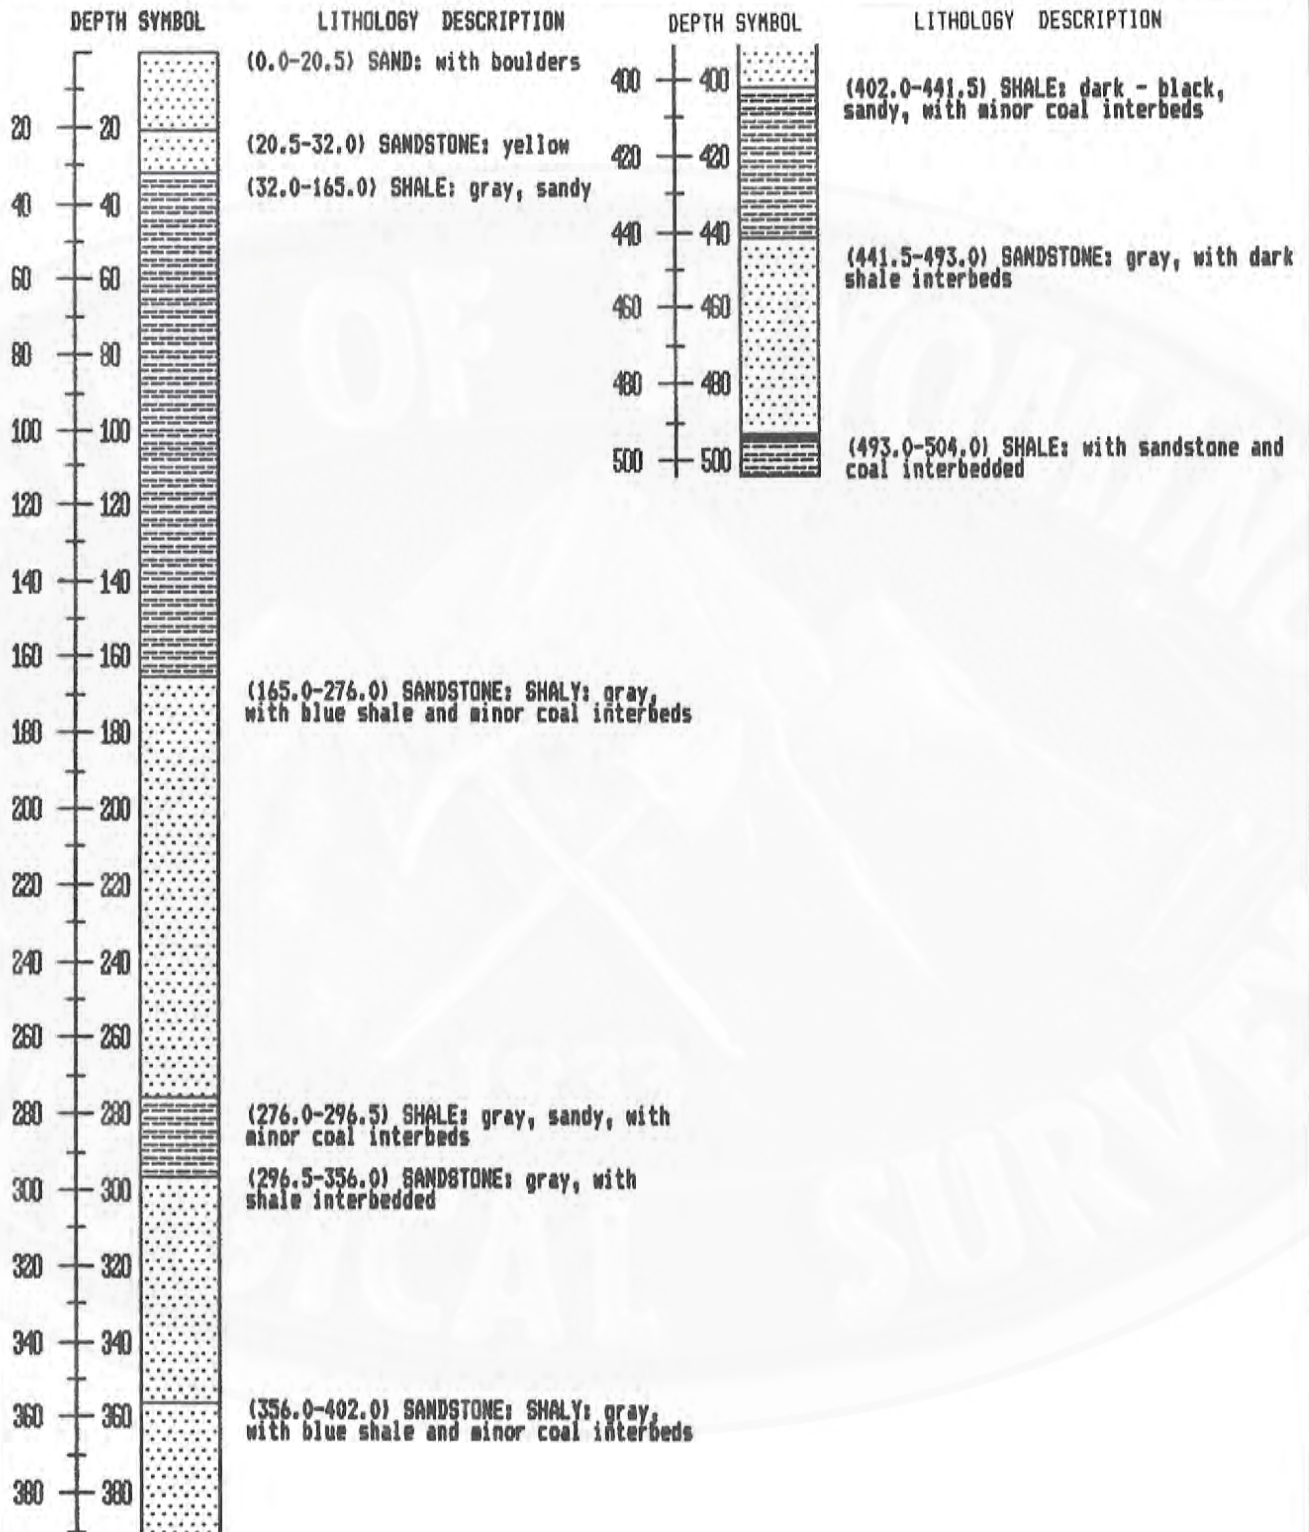 DEPTH SYMBOL LITHOLOGY DESCRIPTION
(0.0-20.5) SAND: with boulders
20 20
(20.5-32.0) SANDSTONE: yellow
(32.0-165.0) SHALE: gray, sandy
40 40
60 60
80 80
100 100
120 120
140 140
160 160
(165.0-276.0) SANDSTONE: SHALY: gray,
with blue shale and minor coal interbeds
180 180
200 200
220 220
240 240
260 260
280 280
(276.0-296.5) SHALE: gray, sandy, with
minor coal interbeds
(296.5-356.0) SANDSTONE: gray, with
shale interbedded
300 300
320 320
340 340
360 360
(356.0-402.0) SANDSTONE: SHALY: gray,
with blue shale and minor coal interbeds
380 380
DEPTH SYMBOL LITHOLOGY DESCRIPTION
400 400
(402.0-441.5) SHALE: dark - black,
sandy, with minor coal interbeds
420 420
440 440
(441.5-493.0) SANDSTONE: gray, with dark
shale interbeds
460 460
480 480
(493.0-504.0) SHALE: with sandstone and
coal interbedded
500 500
OF
SURVEY
1933